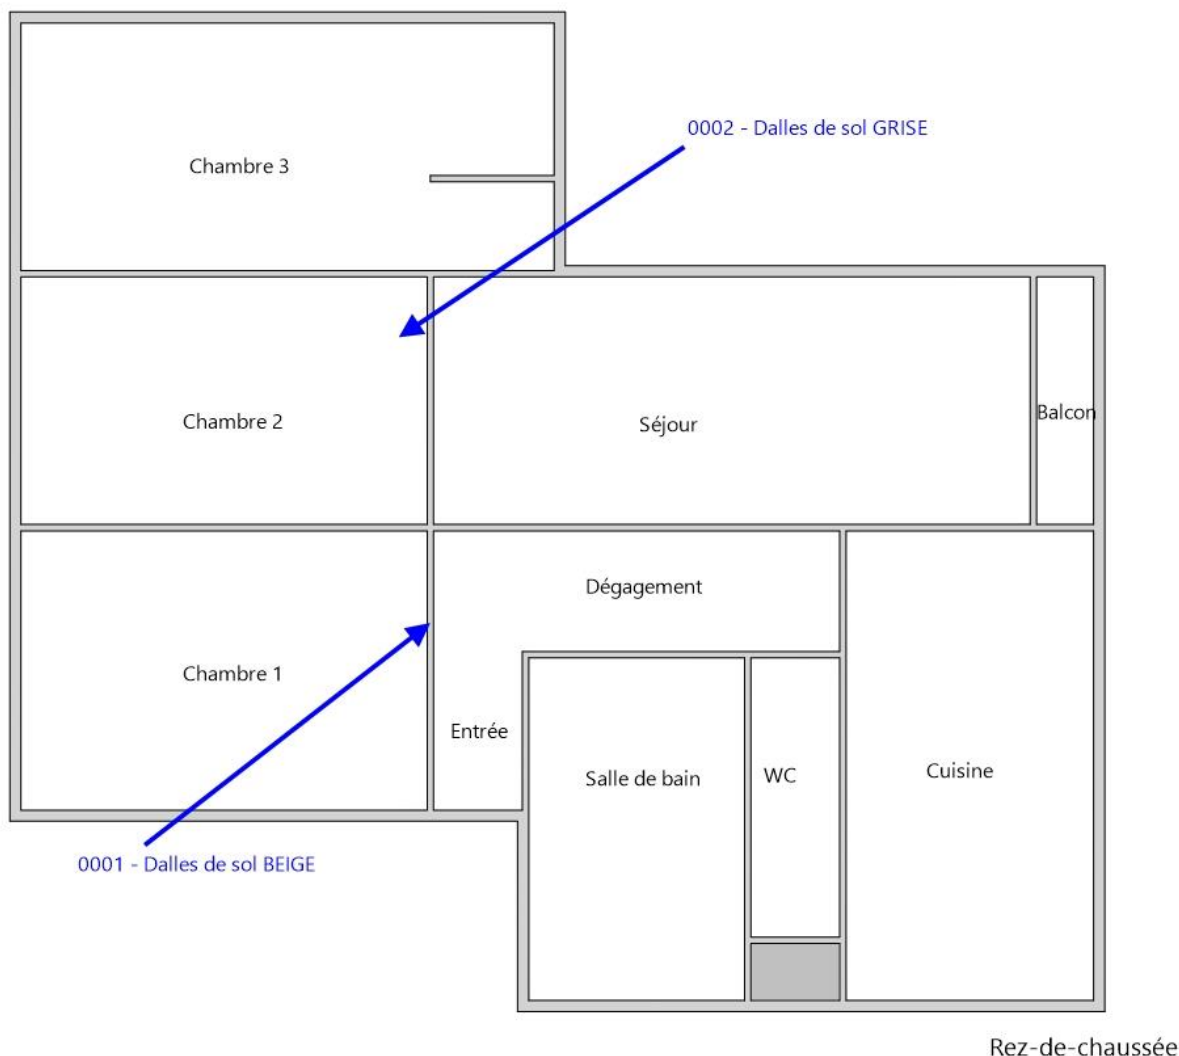 0002 - Dalles de sol GRISE
Chambre 3
Balcon
Chambre 2
Séjour
Dégagement
Chambre 1
Entrée
Salle de bain
WC
Cuisine
0001 - Dalles de sol BEIGE
Rez-de-chaussée